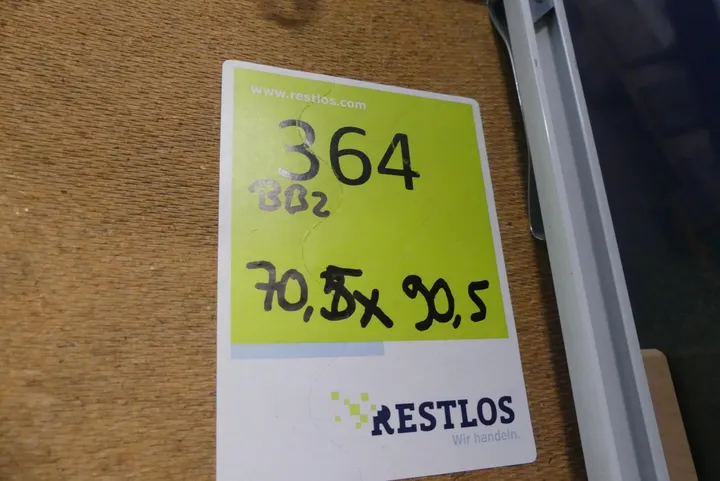 www.restlos.com
364
BB2
70,5x 90,5
RESTLOS
Wir handeln.